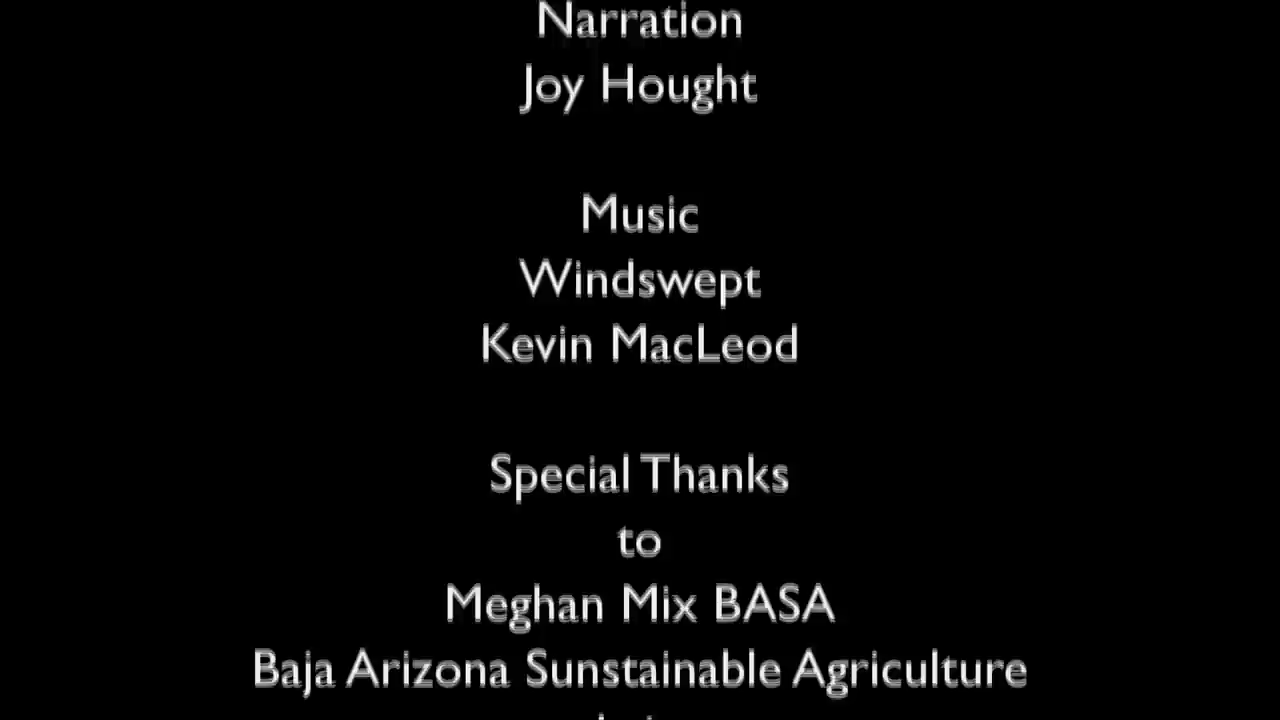 Narration
Joy Hought
Music
Windswept
Kevin MacLeod
Special Thanks
to
Meghan Mix BASA
Baja Arizona Sunstainable Agriculture